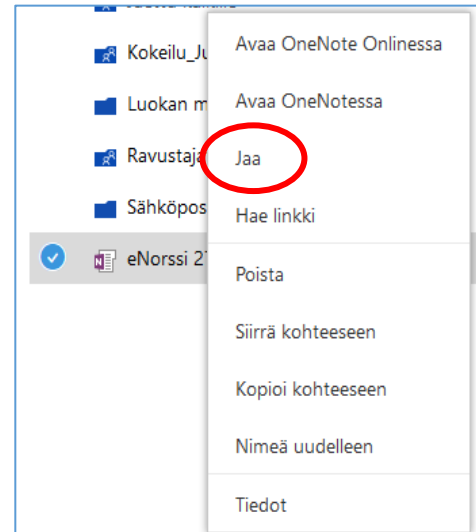 Kokeilu_Ju
Luokan m
Ravustaja
Sähköpos
eNorssi 2
Avaa OneNote Onlinessa
Avaa OneNotessa
Jaa
Hae linkki
Poista
Siirrä kohteeseen
Kopioi kohteeseen
Nimeä uudelleen
Tiedot